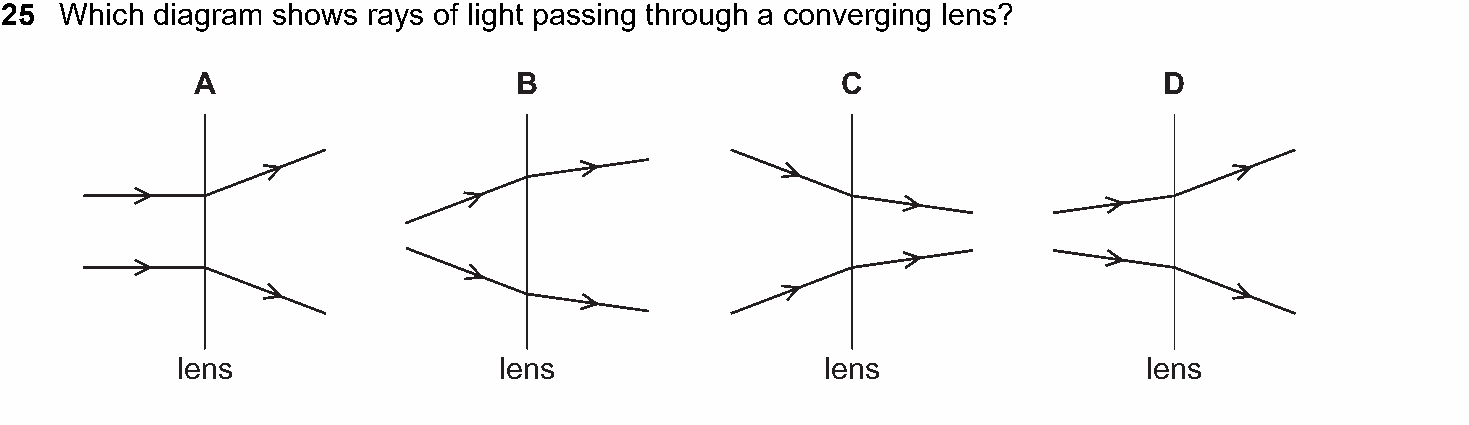 25 Which diagram shows rays of light passing through a converging lens?
A B C D
lens lens lens lens